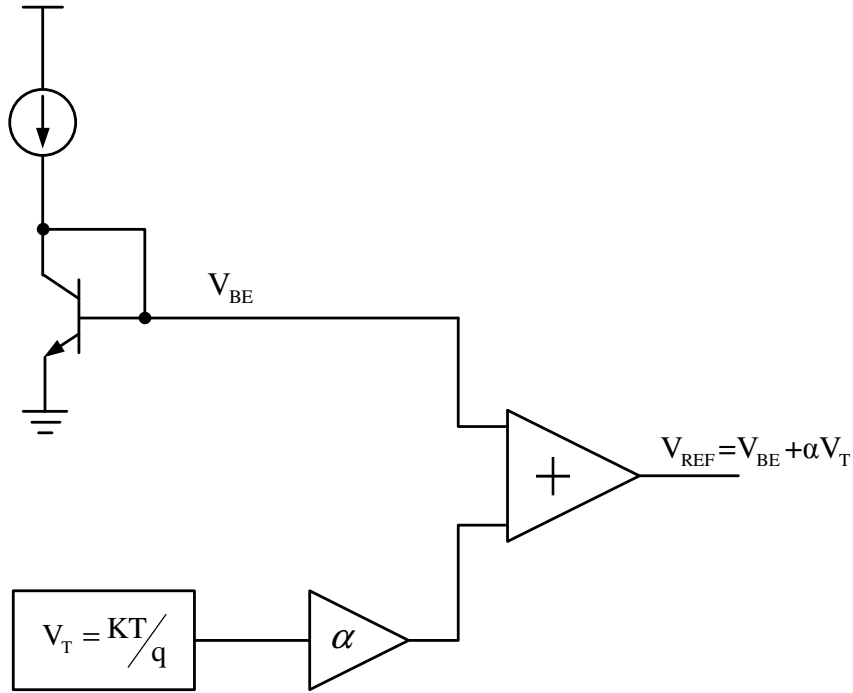 V_BE
V_REF=V_BE+αV_T
+
V_T = KT/q
α